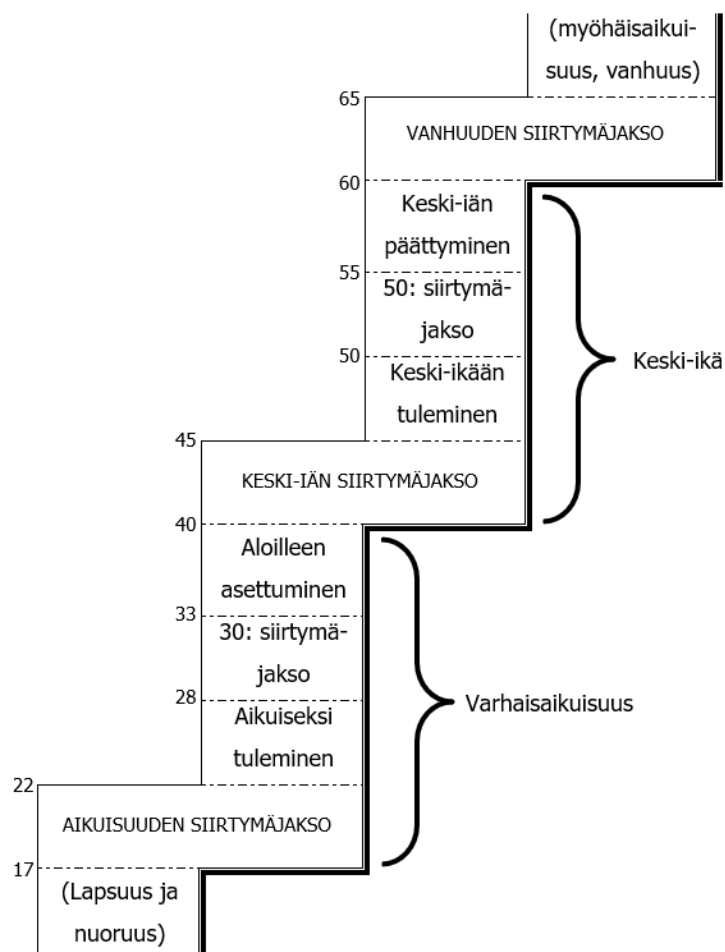 (myöhäisaikui-
suus, vanhuus)
65
VANHUUDEN SIIRTYMÄJAKSO
60
Keski-iän
päättyminen
55
50: siirtymä-
jakso
50
Keski-ikä
Keski-ikään
tuleminen
45
KESKI-IÄN SIIRTYMÄJAKSO
40
Aloilleen
asettuminen
33
30: siirtymä-
jakso
28
Varhaisaikuisuus
Aikuiseksi
tuleminen
22
AIKUISUUDEN SIIRTYMÄJAKSO
17
(Lapsuus ja
nuoruus)